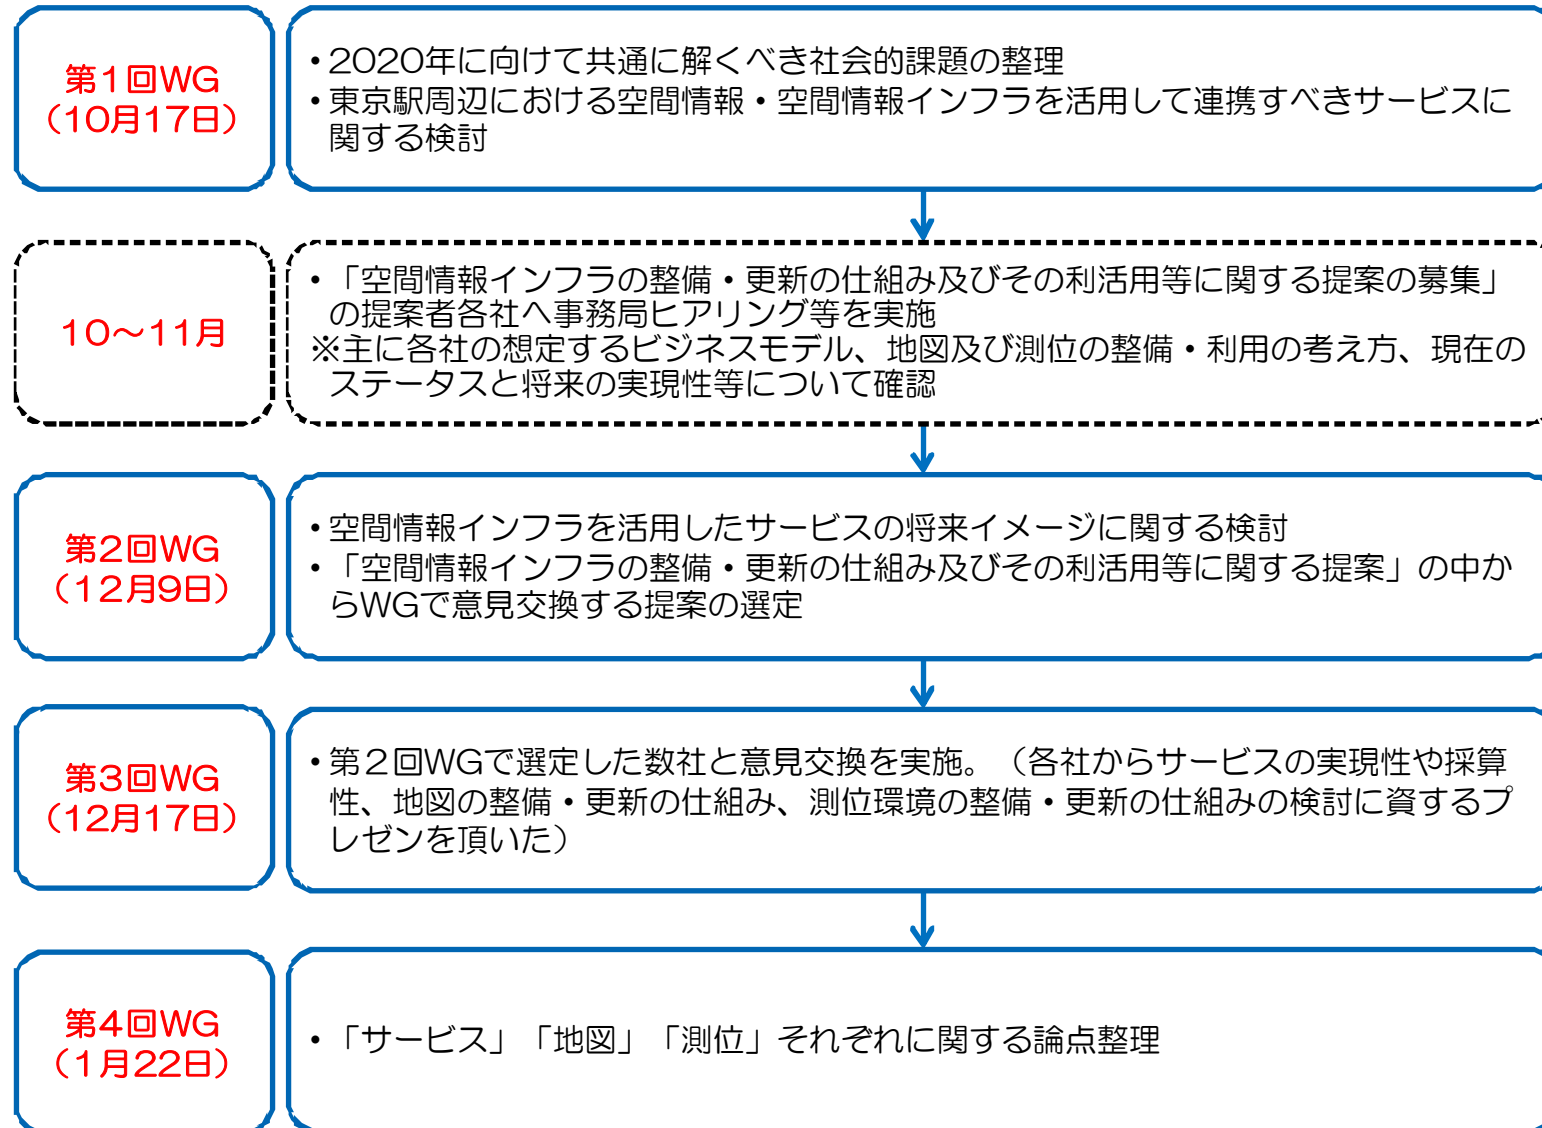 第1回WG
（10月17日）
・2020年に向けて共通に解くべき社会的課題の整理
・東京駅周辺における空間情報・空間情報インフラを活用して連携すべきサービスに
関する検討
10～11月
・「空間情報インフラの整備・更新の仕組み及びその利活用等に関する提案の募集」
の提案者各社へ事務局ヒアリング等を実施
※主に各社の想定するビジネスモデル、地図及び測位の整備・利用の考え方、現在の
ステータスと将来の実現性等について確認
第2回WG
（12月9日）
・空間情報インフラを活用したサービスの将来イメージに関する検討
・「空間情報インフラの整備・更新の仕組み及びその利活用等に関する提案」の中か
らWGで意見交換する提案の選定
第3回WG
（12月17日）
・第２回WGで選定した数社と意見交換を実施。（各社からサービスの実現性や採算
性、地図の整備・更新の仕組み、測位環境の整備・更新の仕組みの検討に資するプ
レゼンを頂いた）
第4回WG
（1月22日）
・「サービス」「地図」「測位」それぞれに関する論点整理